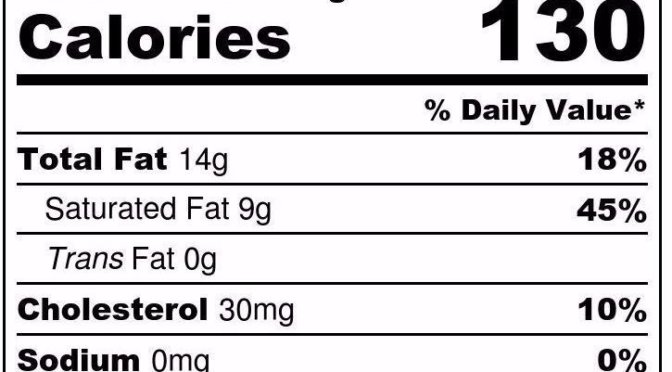 Calories 130
% Daily Value*
Total Fat 14g 18%
Saturated Fat 9g 45%
Trans Fat 0g
Cholesterol 30mg 10%
Sodium 0mg 0%